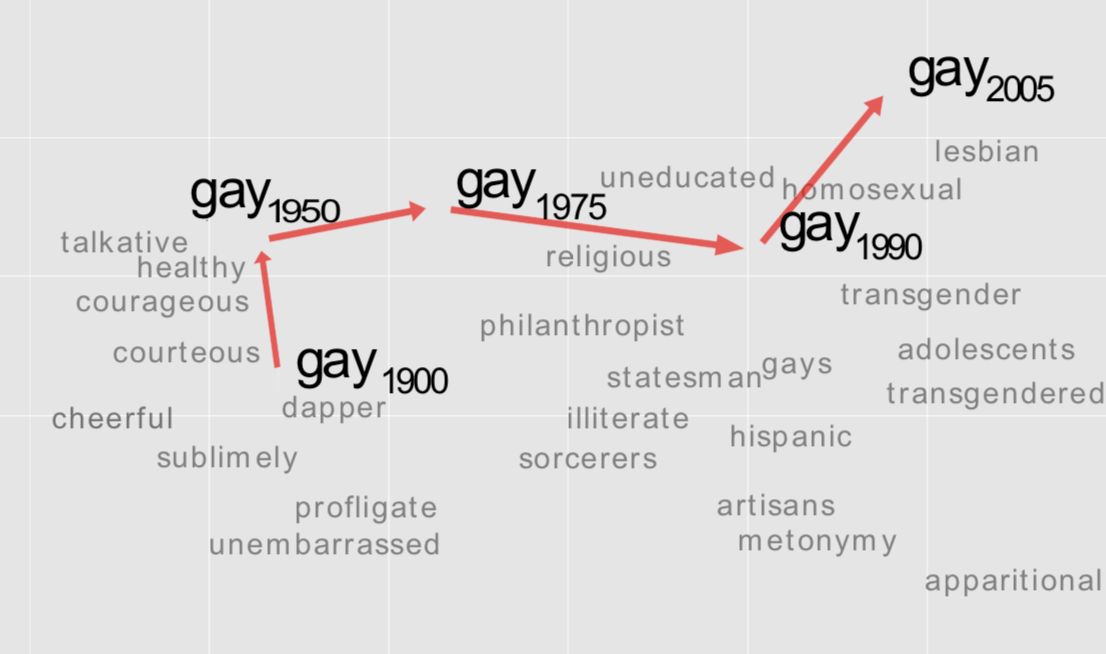 gay2005
lesbian
uneducated
homosexual
gay1975
gay1950
gay1990
talkative
religious
healthy
transgender
courageous
philanthropist
adolescents
courteous
gays
gay1900
statesman
transgendered
dapper
cheerful
illiterate
hispanic
sublimely
sorcerers
profligate
artisans
unembarrassed
metonymy
apparitional